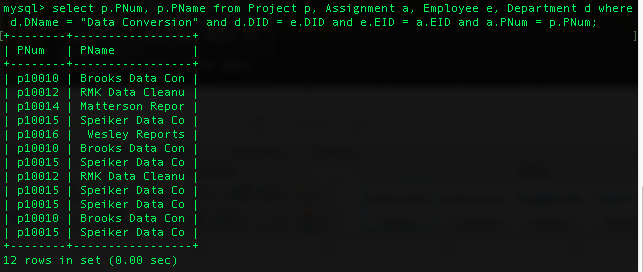 mysql> select p.PNum, p.PName from Project p, Assignment a, Employee e, Department d where
 d.DName = "Data Conversion" and d.DID = e.DID and e.EID = a.EID and a.PNum = p.PNum;
[+--------+-----------------+ ]
| PNum   | PName           |
+--------+-----------------+
| p10010 | Brooks Data Con |
| p10012 | RMK Data Cleanu |
| p10014 | Matterson Repor |
| p10015 | Speiker Data Co |
| p10016 |  Wesley Reports |
| p10010 | Brooks Data Con |
| p10015 | Speiker Data Co |
| p10012 | RMK Data Cleanu |
| p10015 | Speiker Data Co |
| p10015 | Speiker Data Co |
| p10010 | Brooks Data Con |
| p10015 | Speiker Data Co |
+--------+-----------------+
12 rows in set (0.00 sec)